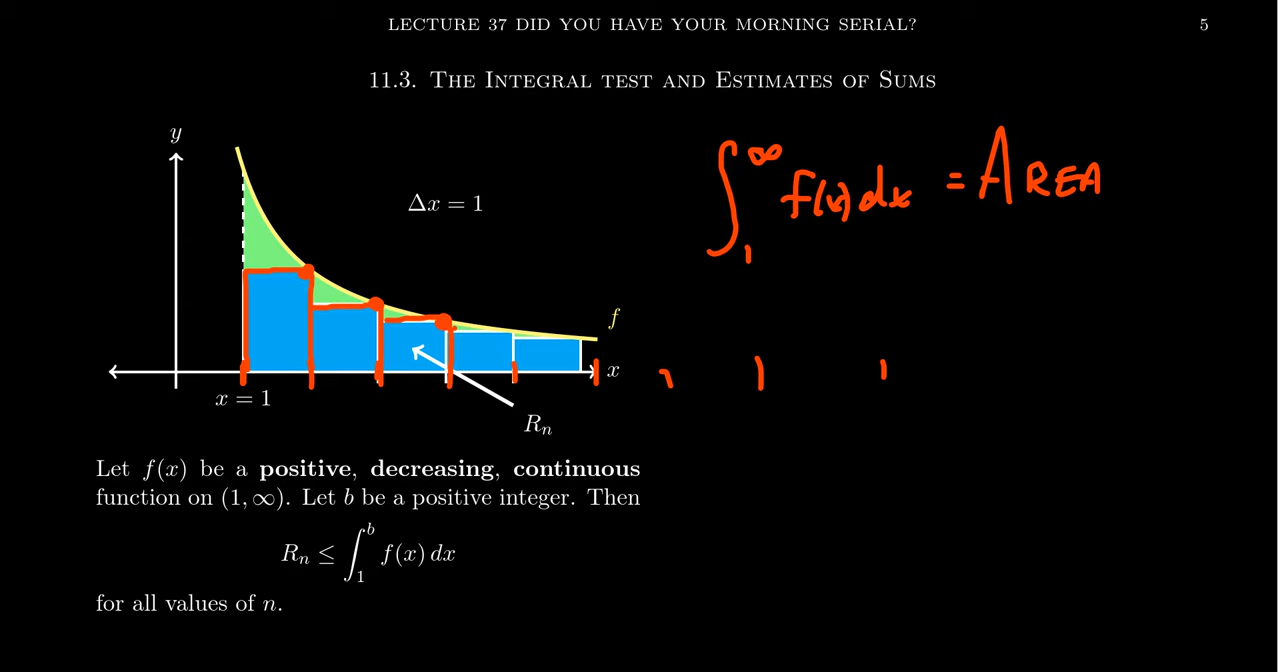 LECTURE 37 DID YOU HAVE YOUR MORNING SERIAL? 5
11.3. THE INTEGRAL TEST AND ESTIMATES OF SUMS
y
Δx = 1
∫₁^∞ f(x) dx = AREA
f
x
x = 1
Rₙ
Let f(x) be a positive, decreasing, continuous
function on (1, ∞). Let b be a positive integer. Then
Rₙ ≤ ∫₁ᵇ f(x) dx
for all values of n.